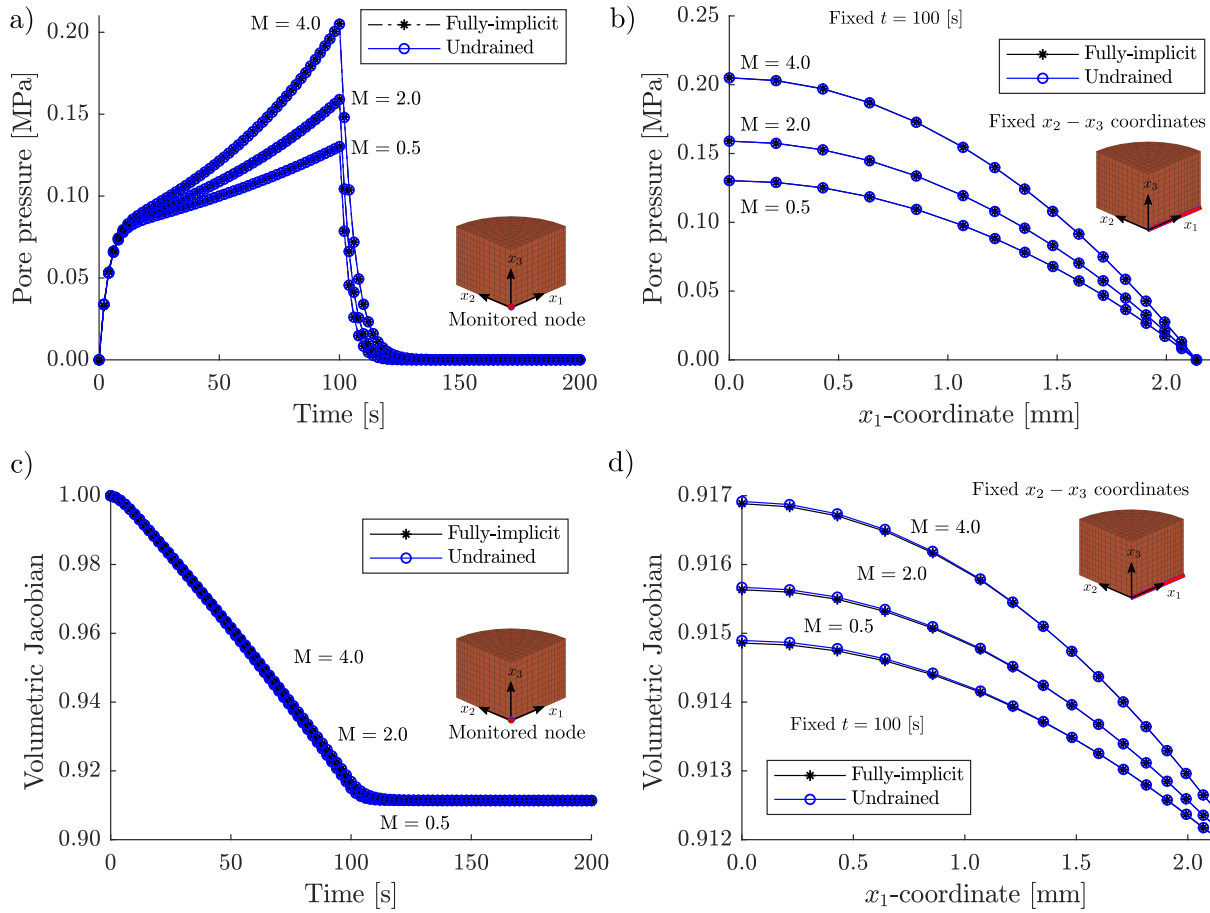 a)
Pore pressure [MPa]
0.20
0.15
0.10
0.05
0.00
M = 4.0
M = 2.0
M = 0.5
Fully-implicit
Undrained
x3
x2
x1
Monitored node
0
50
100
150
200
Time [s]
b)
Pore pressure [MPa]
0.25
0.20
0.15
0.10
0.05
0.00
Fixed t = 100 [s]
Fully-implicit
Undrained
M = 4.0
M = 2.0
M = 0.5
Fixed x2 − x3 coordinates
x3
x2
x1
0.0
0.5
1.0
1.5
2.0
x1-coordinate [mm]
c)
Volumetric Jacobian
1.00
0.98
0.96
0.94
0.92
0.90
Fully-implicit
Undrained
M = 4.0
M = 2.0
M = 0.5
x3
x2
x1
Monitored node
0
50
100
150
200
Time [s]
d)
Volumetric Jacobian
0.917
0.916
0.915
0.914
0.913
0.912
Fixed x2 − x3 coordinates
M = 4.0
M = 2.0
M = 0.5
x3
x2
x1
Fixed t = 100 [s]
Fully-implicit
Undrained
0.0
0.5
1.0
1.5
2.0
x1-coordinate [mm]